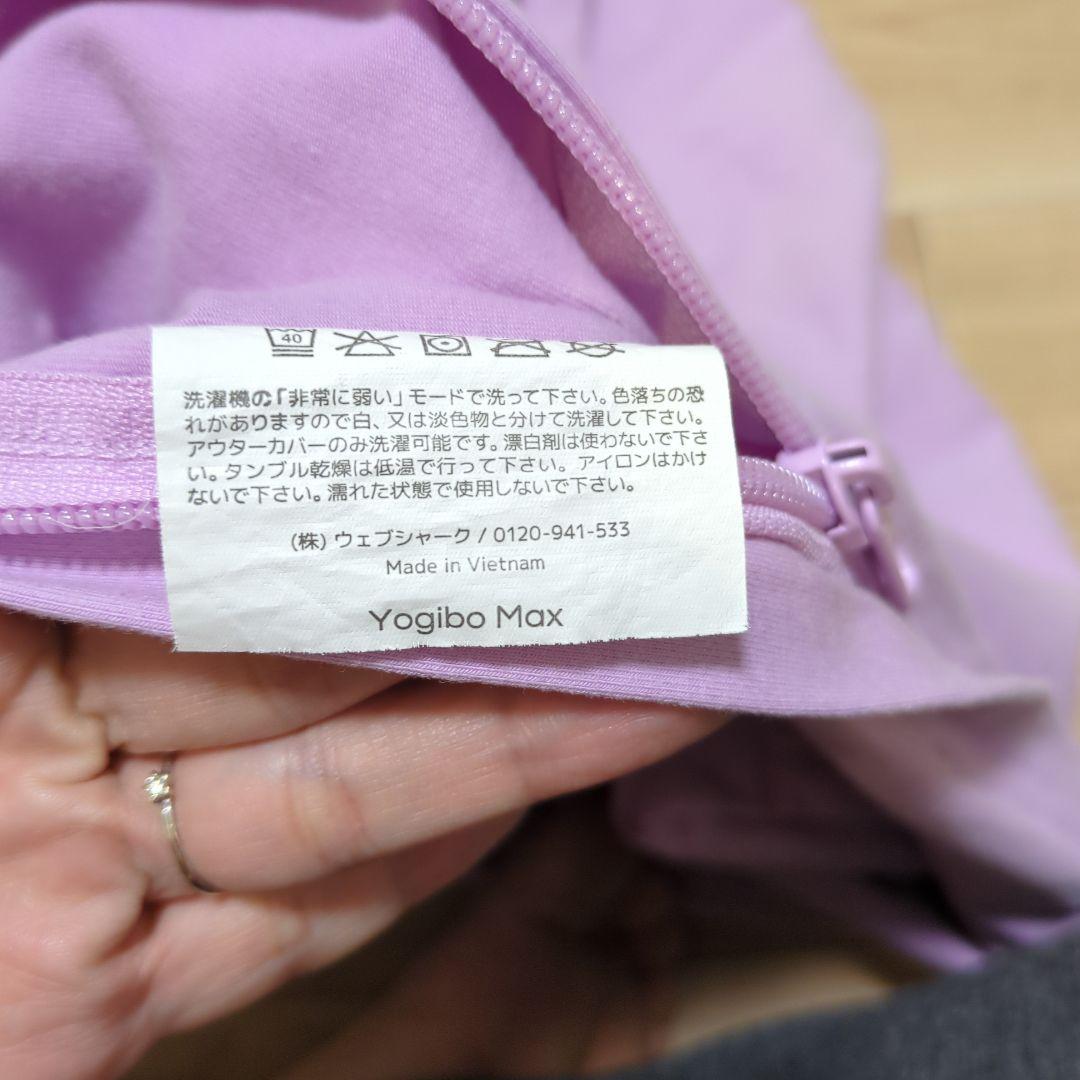 40
洗濯機の「非常に弱い」モードで洗って下さい。色落ちの恐
れがありますので白、又は淡色物と分けて洗濯して下さい。
アウターカバーのみ洗濯可能です。漂白剤は使わないで下さ
い。タンブル乾燥は低温で行って下さい。アイロンはかけ
ないで下さい。濡れた状態で使用しないで下さい。
(株)ウェブシャーク / 0120-941-533
Made in Vietnam
Yogibo Max